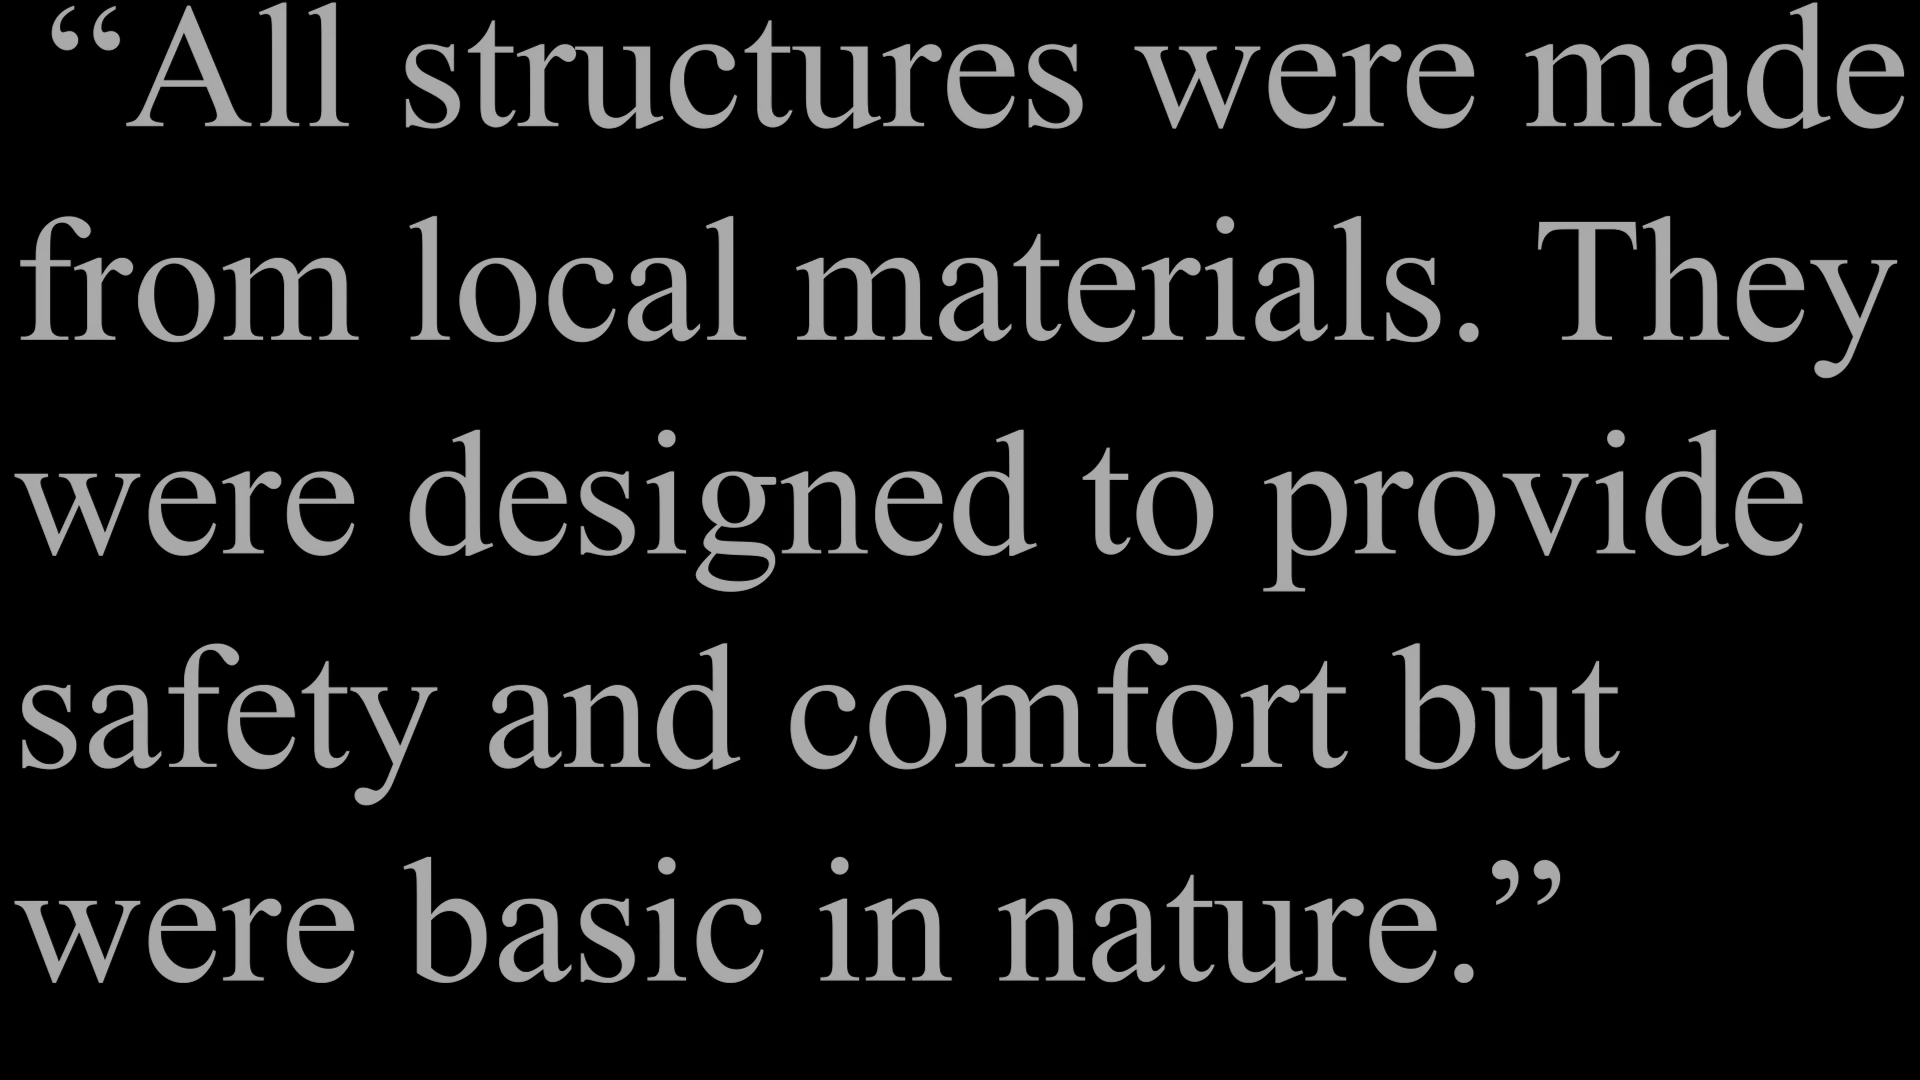 “All structures were made
from local materials. They
were designed to provide
safety and comfort but
were basic in nature.”